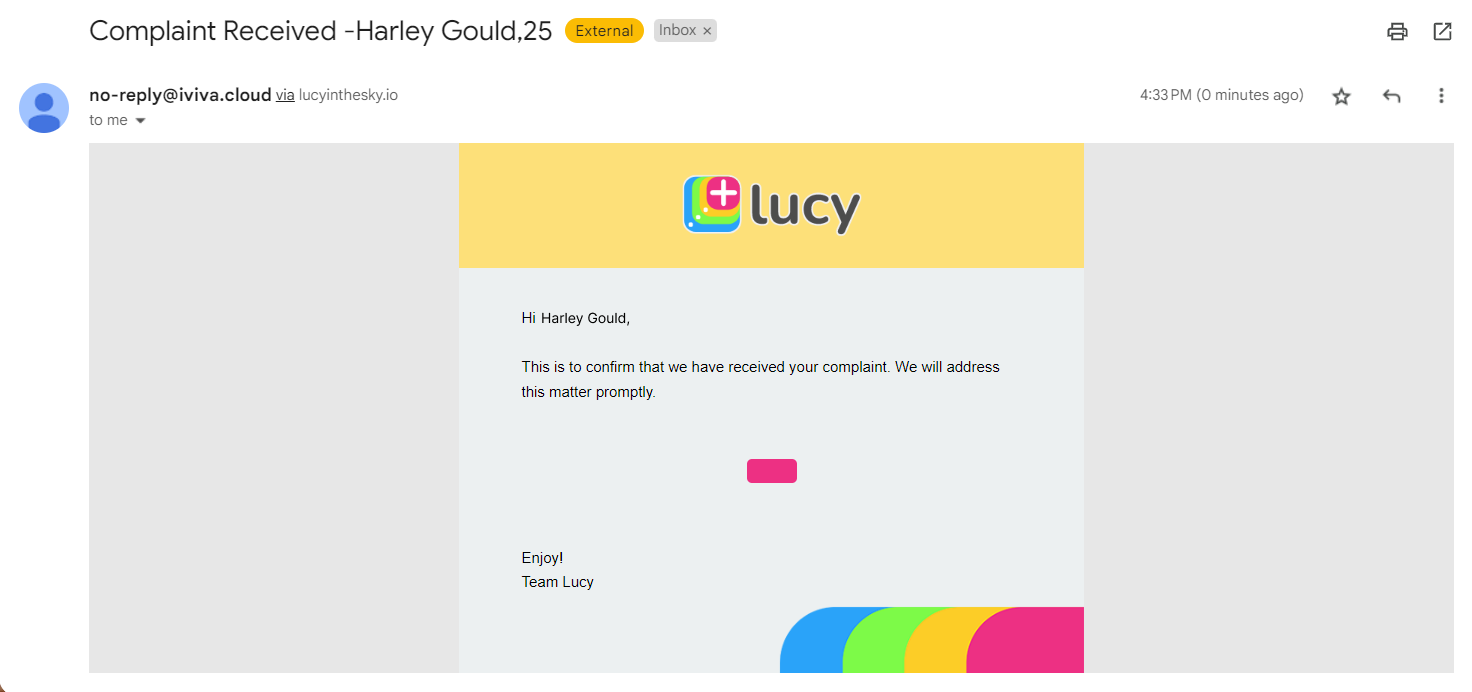 Complaint Received -Harley Gould,25 External Inbox ×
no-reply@iviva.cloud via lucyinthesky.io 4:33 PM (0 minutes ago)
to me
lucy
Hi Harley Gould,
This is to confirm that we have received your complaint. We will address
this matter promptly.
Enjoy!
Team Lucy